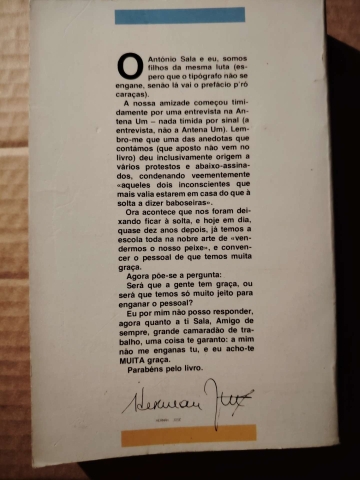 O António Sala e eu, somos
filhos da mesma luta (es-
pero que o tipógrafo não se
engane, senão lá vai o prefácio p'ró
caraças).
A nossa amizade começou timi-
damente por uma entrevista na An-
tena Um – nada tímida por sinal (a
entrevista, não a Antena Um). Lem-
bro-me que uma das anedotas que
contámos (que aposto não vem no
livro) deu inclusivamente origem a
vários protestos e abaixo-assina-
dos, condenando veementemente
«aqueles dois inconscientes que
mais valia estarem em casa do que à
solta a dizer baboseiras».
Ora acontece que nos foram dei-
xando ficar à solta, e hoje em dia,
quase dez anos depois, já temos a
escola toda na nobre arte de «ven-
dermos o nosso peixe», e conven-
cer o pessoal de que temos muita
graça.
Agora põe-se a pergunta:
Será que a gente tem graça, ou
será que temos só muito jeito para
enganar o pessoal?
Eu por mim não posso responder,
agora quanto a ti Sala, Amigo de
sempre, grande camaradão de tra-
balho, uma coisa te garanto: a mim
não me enganas tu, e eu acho-te
MUITA graça.
Parabéns pelo livro.
Herman José